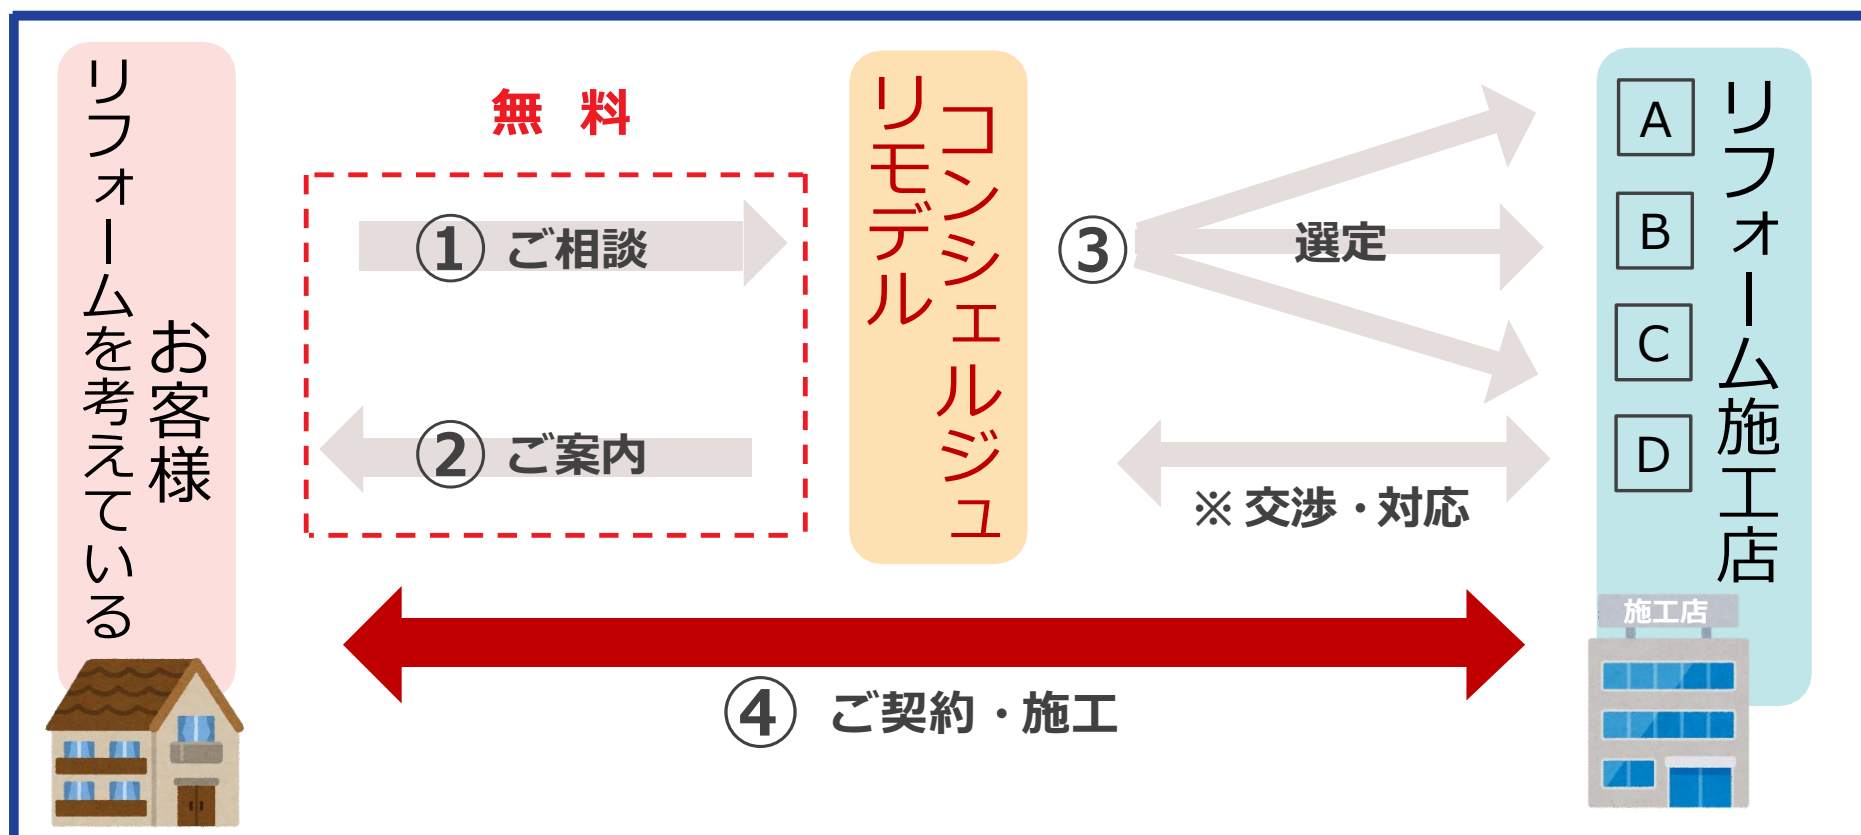 リフォームを考えている
お客様
無 料
① ご相談
② ご案内
リモデル
コンシェルジュ
③
選定
※ 交渉・対応
A
B
C
D
リフォーム施工店
施工店
④ ご契約・施工